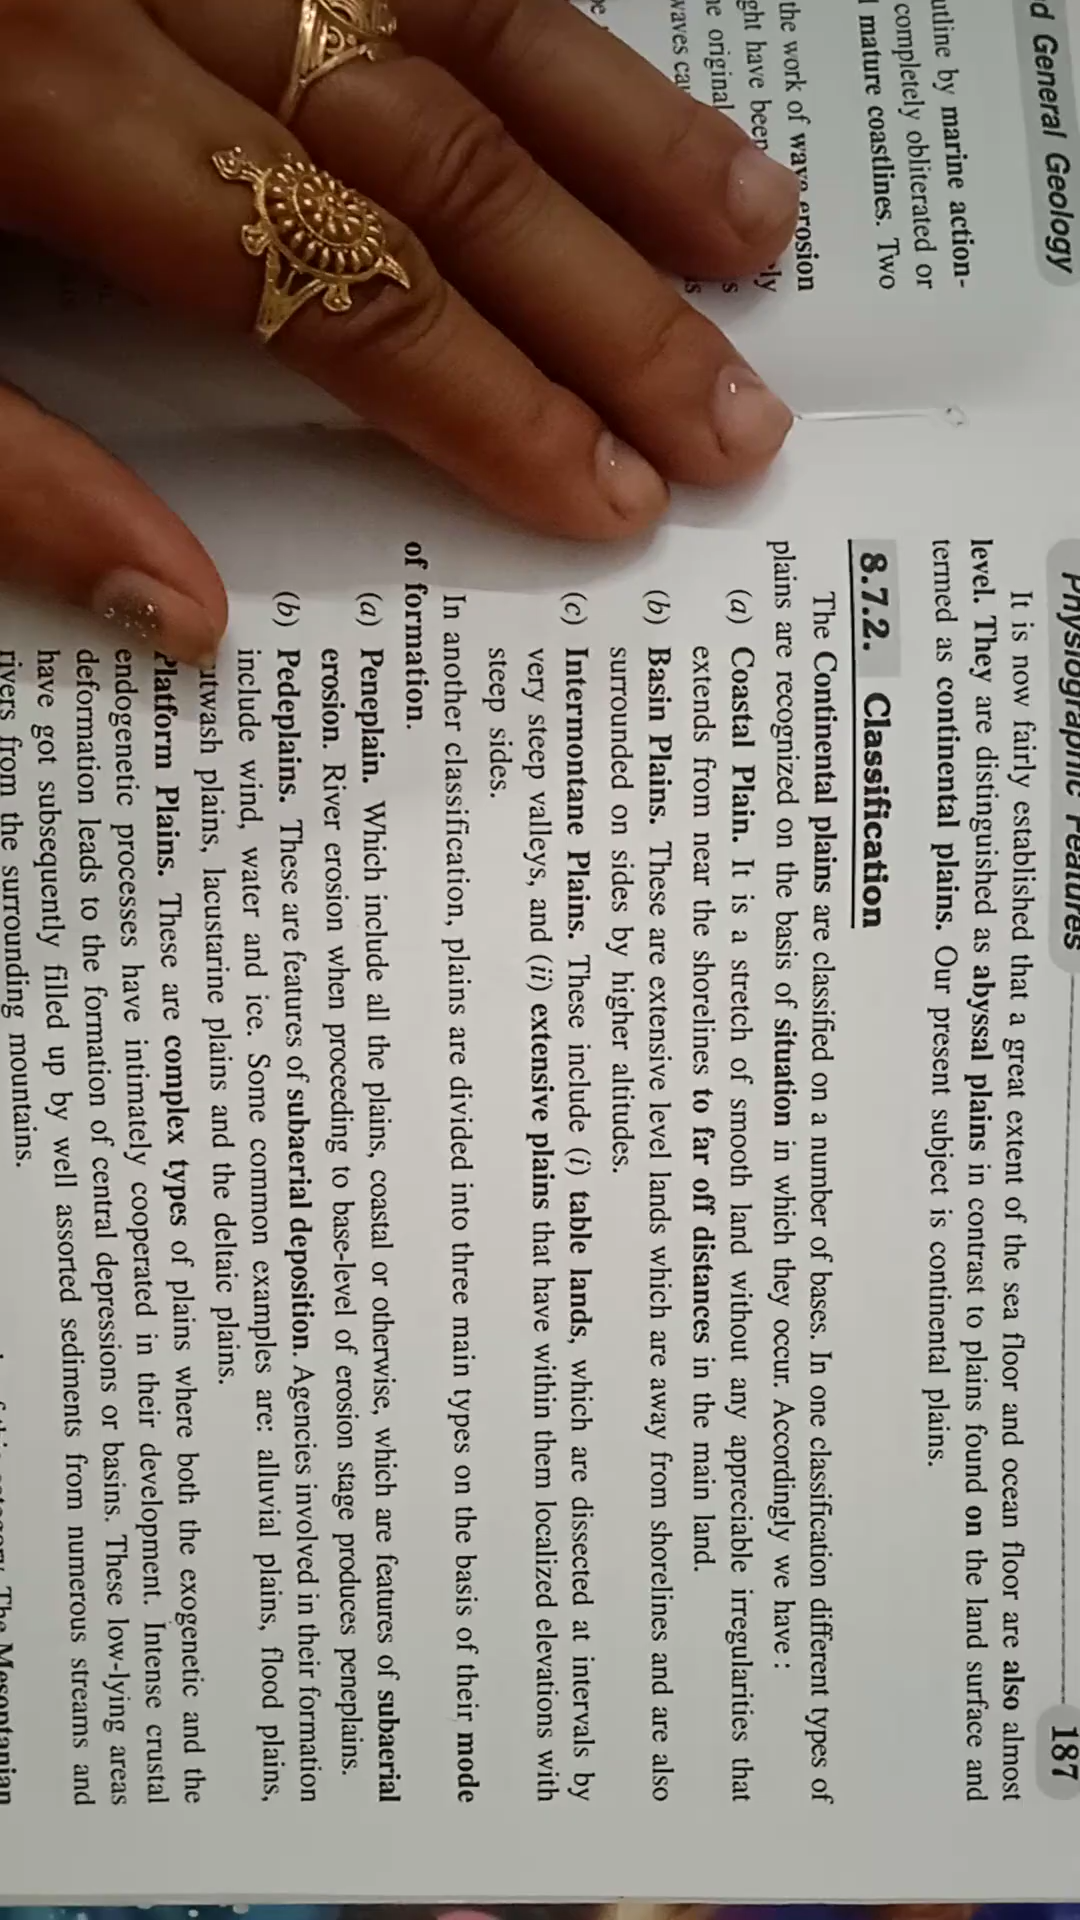 d General Geology
utline by marine action-
completely obliterated or
mature coastlines. Two
the work of wave erosion
ght have been
ly
he original
s
waves ca
is
Physiographic Features
187
It is now fairly established that a great extent of the sea floor and ocean floor are also almost
level. They are distinguished as abyssal plains in contrast to plains found on the land surface and
termed as continental plains. Our present subject is continental plains.
8.7.2. Classification
The Continental plains are classified on a number of bases. In one classification different types of
plains are recognized on the basis of situation in which they occur. Accordingly we have :
(a) Coastal Plain. It is a stretch of smooth land without any appreciable irregularities that
extends from near the shorelines to far off distances in the main land.
(b) Basin Plains. These are extensive level lands which are away from shorelines and are also
surrounded on sides by higher altitudes.
(c) Intermontane Plains. These include (i) table lands, which are dissected at intervals by
very steep valleys, and (ii) extensive plains that have within them localized elevations with
steep sides.
In another classification, plains are divided into three main types on the basis of their mode
of formation.
(a) Peneplain. Which include all the plains, coastal or otherwise, which are features of subaerial
erosion. River erosion when proceeding to base-level of erosion stage produces peneplains.
(b) Pedeplains. These are features of subaerial deposition. Agencies involved in their formation
include wind, water and ice. Some common examples are: alluvial plains, flood plains,
utwash plains, lacustarine plains and the deltaic plains.
Platform Plains. These are complex types of plains where both the exogenetic and the
endogenetic processes have intimately cooperated in their development. Intense crustal
deformation leads to the formation of central depressions or basins. These low-lying areas
have got subsequently filled up by well assorted sediments from numerous streams and
rivers from the surrounding mountains.
The Mesoptanian